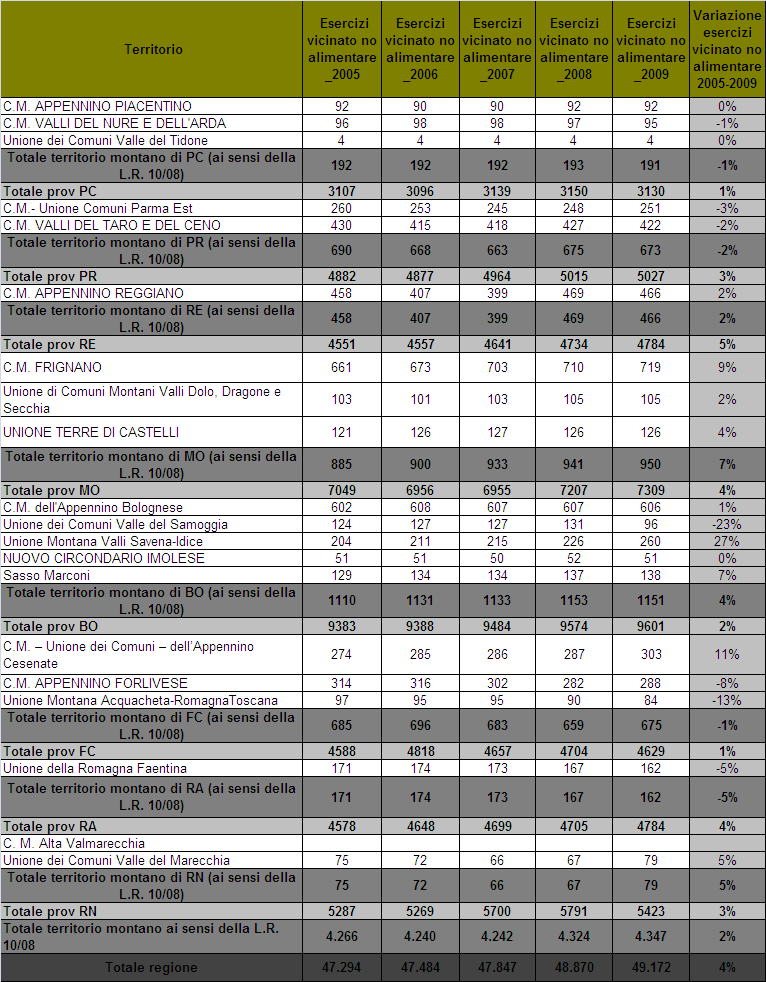 Territorio Esercizi vicinato no alimentare _2005 Esercizi vicinato no alimentare _2006 Esercizi vicinato no alimentare _2007 Esercizi vicinato no alimentare _2008 Esercizi vicinato no alimentare _2009 Variazione esercizi vicinato no alimentare 2005-2009
C.M. APPENNINO PIACENTINO 92 90 90 92 92 0%
C.M. VALLI DEL NURE E DELL'ARDA 96 98 98 97 95 -1%
Unione dei Comuni Valle del Tidone 4 4 4 4 4 0%
Totale territorio montano di PC (ai sensi della L.R. 10/08) 192 192 192 193 191 -1%
Totale prov PC 3107 3096 3139 3150 3130 1%
C.M.- Unione Comuni Parma Est 260 253 245 248 251 -3%
C.M. VALLI DEL TARO E DEL CENO 430 415 418 427 422 -2%
Totale territorio montano di PR (ai sensi della L.R. 10/08) 690 668 663 675 673 -2%
Totale prov PR 4882 4877 4964 5015 5027 3%
C.M. APPENNINO REGGIANO 458 407 399 469 466 2%
Totale territorio montano di RE (ai sensi della L.R. 10/08) 458 407 399 469 466 2%
Totale prov RE 4551 4557 4641 4734 4784 5%
C.M. FRIGNANO 661 673 703 710 719 9%
Unione di Comuni Montani Valli Dolo, Dragone e Secchia 103 101 103 105 105 2%
UNIONE TERRE DI CASTELLI 121 126 127 126 126 4%
Totale territorio montano di MO (ai sensi della L.R. 10/08) 885 900 933 941 950 7%
Totale prov MO 7049 6956 6955 7207 7309 4%
C.M. dell'Appennino Bolognese 602 608 607 607 606 1%
Unione dei Comuni Valle del Samoggia 124 127 127 131 96 -23%
Unione Montana Valli Savena-Idice 204 211 215 226 260 27%
NUOVO CIRCONDARIO IMOLESE 51 51 50 52 51 0%
Sasso Marconi 129 134 134 137 138 7%
Totale territorio montano di BO (ai sensi della L.R. 10/08) 1110 1131 1133 1153 1151 4%
Totale prov BO 9383 9388 9484 9574 9601 2%
C.M. – Unione dei Comuni – dell'Appennino Cesenate 274 285 286 287 303 11%
C.M. APPENNINO FORLIVESE 314 316 302 282 288 -8%
Unione Montana Acquacheta-RomagnaToscana 97 95 95 90 84 -13%
Totale territorio montano di FC (ai sensi della L.R. 10/08) 685 696 683 659 675 -1%
Totale prov FC 4588 4818 4657 4704 4629 1%
Unione della Romagna Faentina 171 174 173 167 162 -5%
Totale territorio montano di RA (ai sensi della L.R. 10/08) 171 174 173 167 162 -5%
Totale prov RA 4578 4648 4699 4705 4784 4%
C. M. Alta Valmarecchia
Unione dei Comuni Valle del Marecchia 75 72 66 67 79 5%
Totale territorio montano di RN (ai sensi della L.R. 10/08) 75 72 66 67 79 5%
Totale prov RN 5287 5269 5700 5791 5423 3%
Totale territorio montano ai sensi della L.R. 10/08 4.266 4.240 4.242 4.324 4.347 2%
Totale regione 47.294 47.484 47.847 48.870 49.172 4%